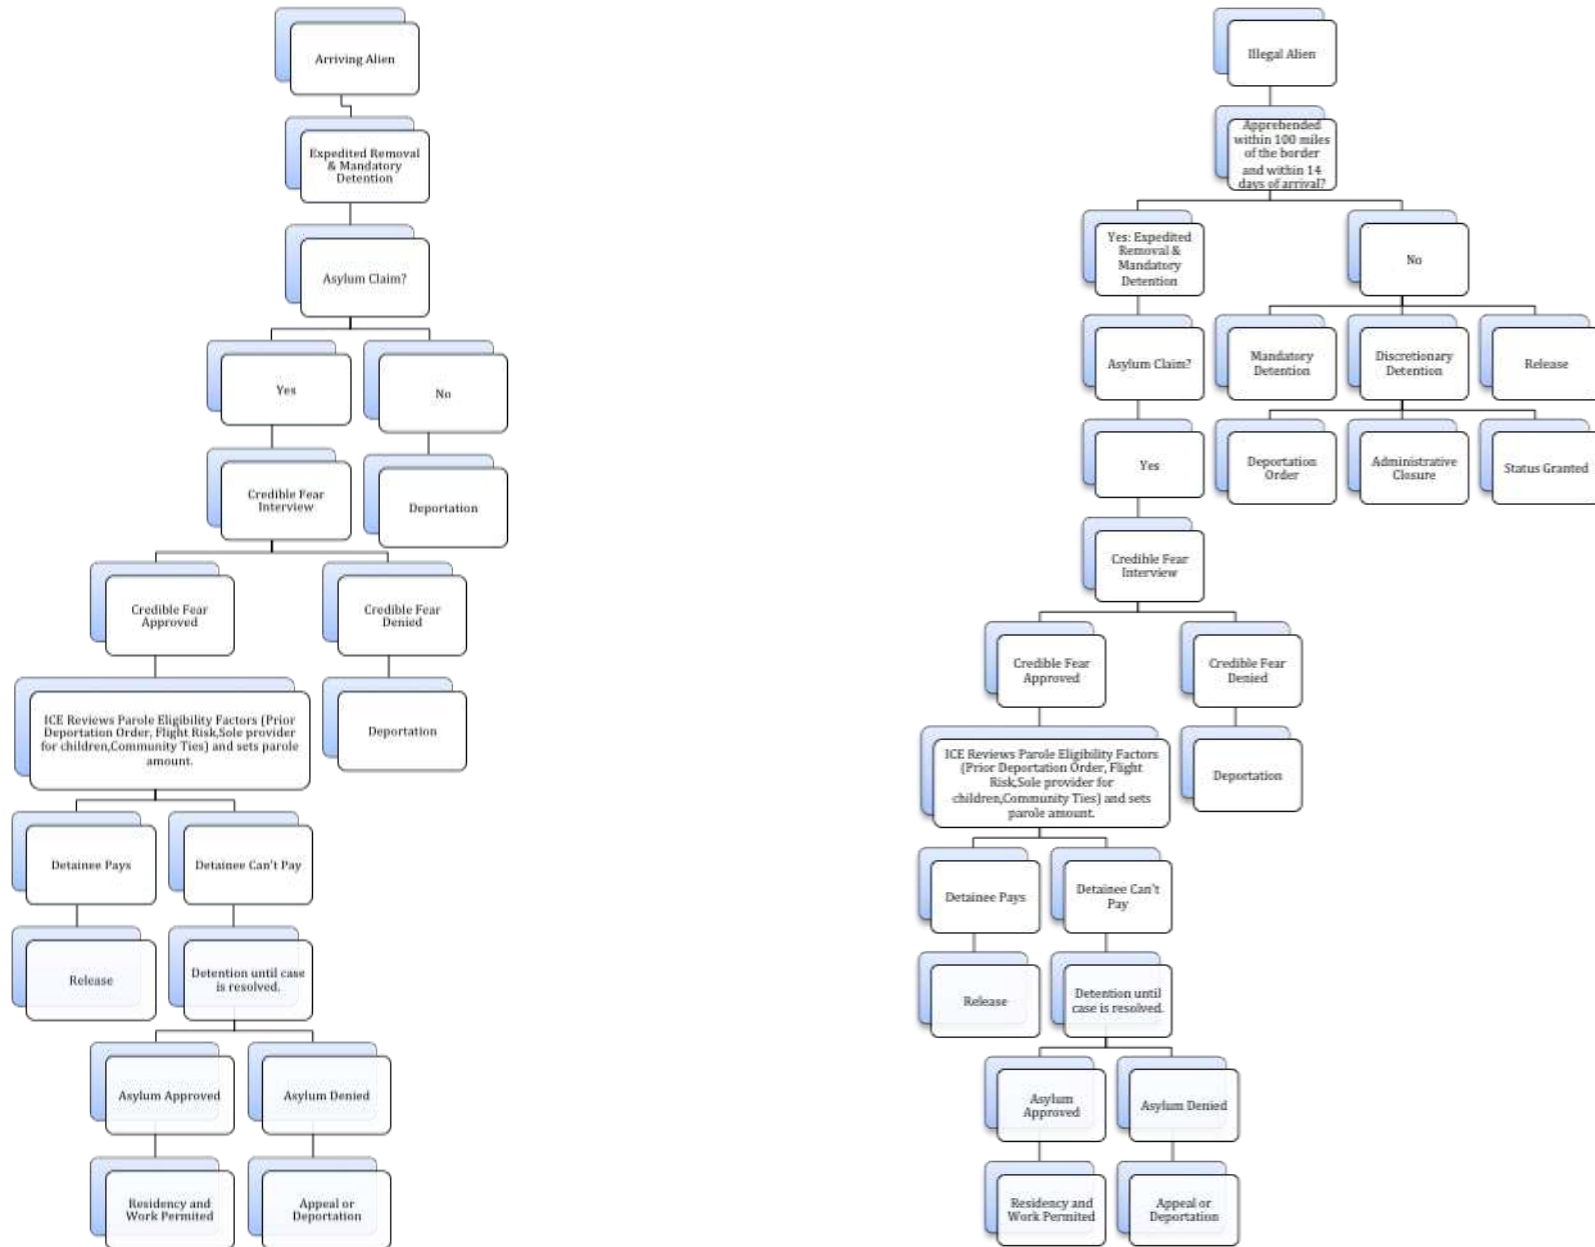 Arriving Alien
Expedited Removal
& Mandatory
Detention
Asylum Claim?
Yes
No
Credible Fear
Interview
Deportation
Credible Fear
Approved
Credible Fear
Denied
ICE Reviews Parole Eligibility Factors (Prior
Deportation Order, Flight Risk,Sole provider
for children,Community Ties) and sets parole
amount.
Deportation
Detainee Pays
Detainee Can't Pay
Release
Detention until case
is resolved.
Asylum Approved
Asylum Denied
Residency and
Work Permited
Appeal or
Deportation
Illegal Alien
Apprehended
within 100 miles
of the border
and within 14
days of arrival?
Yes: Expedited
Removal &
Mandatory
Detention
No
Asylum Claim?
Mandatory
Detention
Discretionary
Detention
Release
Yes
Deportation
Order
Administrative
Closure
Status Granted
Credible Fear
Interview
Credible Fear
Approved
Credible Fear
Denied
ICE Reviews Parole Eligibility Factors
(Prior Deportation Order, Flight
Risk,Sole provider for
children,Community Ties) and sets
parole amount.
Deportation
Detainee Pays
Detainee Can't
Pay
Release
Detention until
case is resolved.
Asylum
Approved
Asylum Denied
Residency and
Work Permited
Appeal or
Deportation